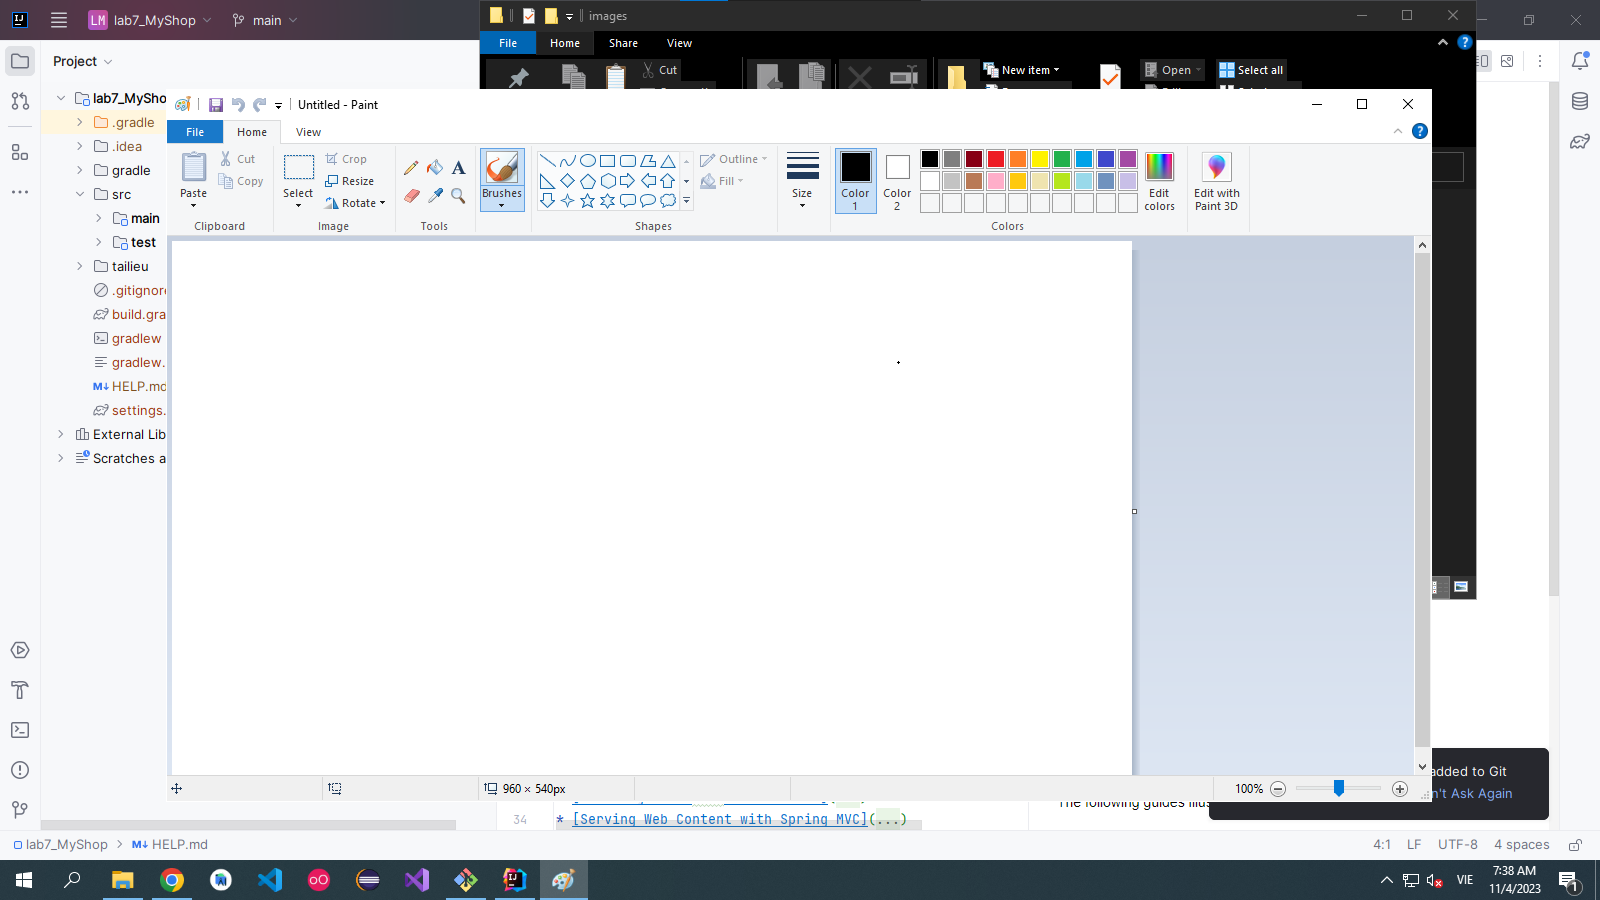 LM lab7_MyShop main
images
File Home Share View
Cut New item Open Select all
Project
lab7_MySho
.gradle
.idea
gradle
src
main
test
tailieu
.gitignor
build.gra
gradlew
gradlew.
HELP.md
settings.
External Lib
Scratches a
Untitled - Paint
File Home View
Paste
Cut
Copy
Clipboard
Select
Crop
Resize
Rotate
Image
A
Tools
Brushes
Shapes
Outline
Fill
Size
Color 1
Color 2
Colors
Edit colors
Edit with Paint 3D
960 × 540px
100%
added to Git
n't Ask Again
The following guides illus
34 * [Serving Web Content with Spring MVC](...)
lab7_MyShop HELP.md
4:1 LF UTF-8 4 spaces
VIE
7:38 AM
11/4/2023
1